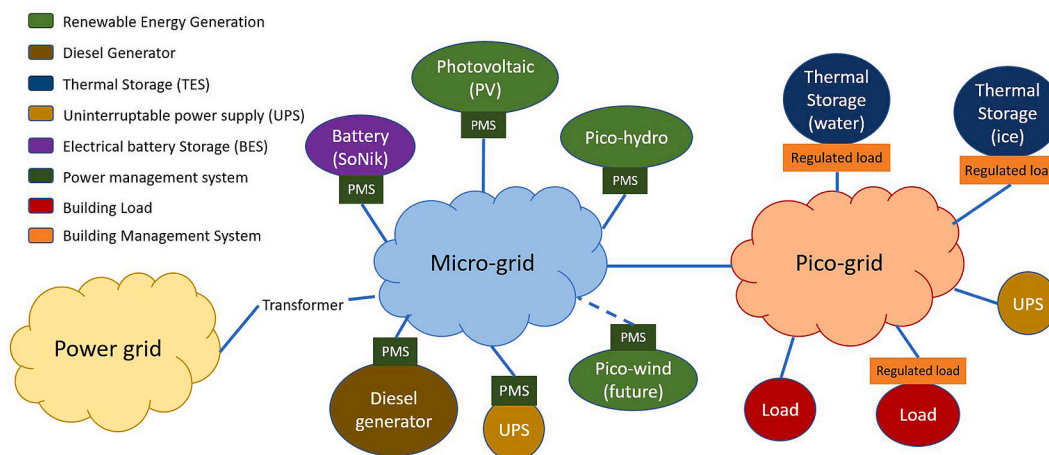 Renewable Energy Generation
Diesel Generator
Thermal Storage (TES)
Uninterruptable power supply (UPS)
Electrical battery Storage (BES)
Power management system
Building Load
Building Management System
Photovoltaic
(PV)
PMS
Battery
(SoNik)
PMS
Pico-hydro
PMS
Thermal
Storage
(water)
Regulated load
Thermal
Storage
(ice)
Regulated load
Micro-grid
Pico-grid
Transformer
Power grid
UPS
PMS
Diesel
generator
PMS
UPS
PMS
Pico-wind
(future)
Load
Regulated load
Load